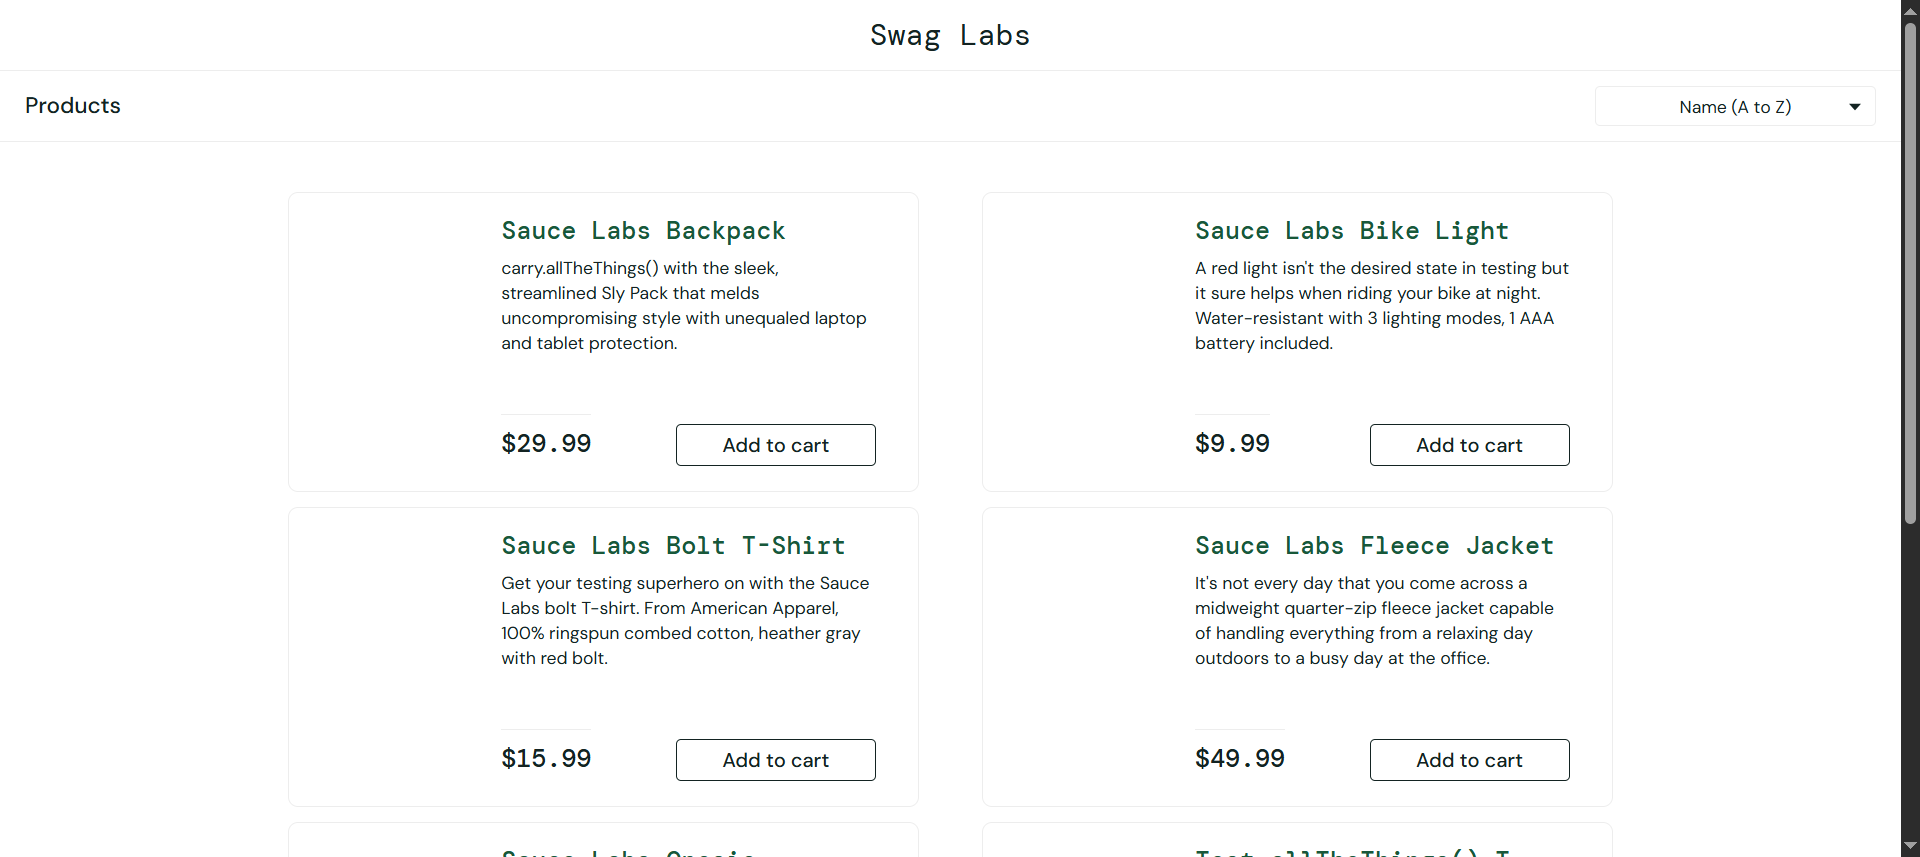 Swag Labs
Products
Name (A to Z)
Sauce Labs Backpack
carry.allTheThings() with the sleek,
streamlined Sly Pack that melds
uncompromising style with unequaled laptop
and tablet protection.
$29.99
Add to cart
Sauce Labs Bike Light
A red light isn't the desired state in testing but
it sure helps when riding your bike at night.
Water-resistant with 3 lighting modes, 1 AAA
battery included.
$9.99
Add to cart
Sauce Labs Bolt T-Shirt
Get your testing superhero on with the Sauce
Labs bolt T-shirt. From American Apparel,
100% ringspun combed cotton, heather gray
with red bolt.
$15.99
Add to cart
Sauce Labs Fleece Jacket
It's not every day that you come across a
midweight quarter-zip fleece jacket capable
of handling everything from a relaxing day
outdoors to a busy day at the office.
$49.99
Add to cart
Sauce Labs Onesie
Test.allTheThings() T